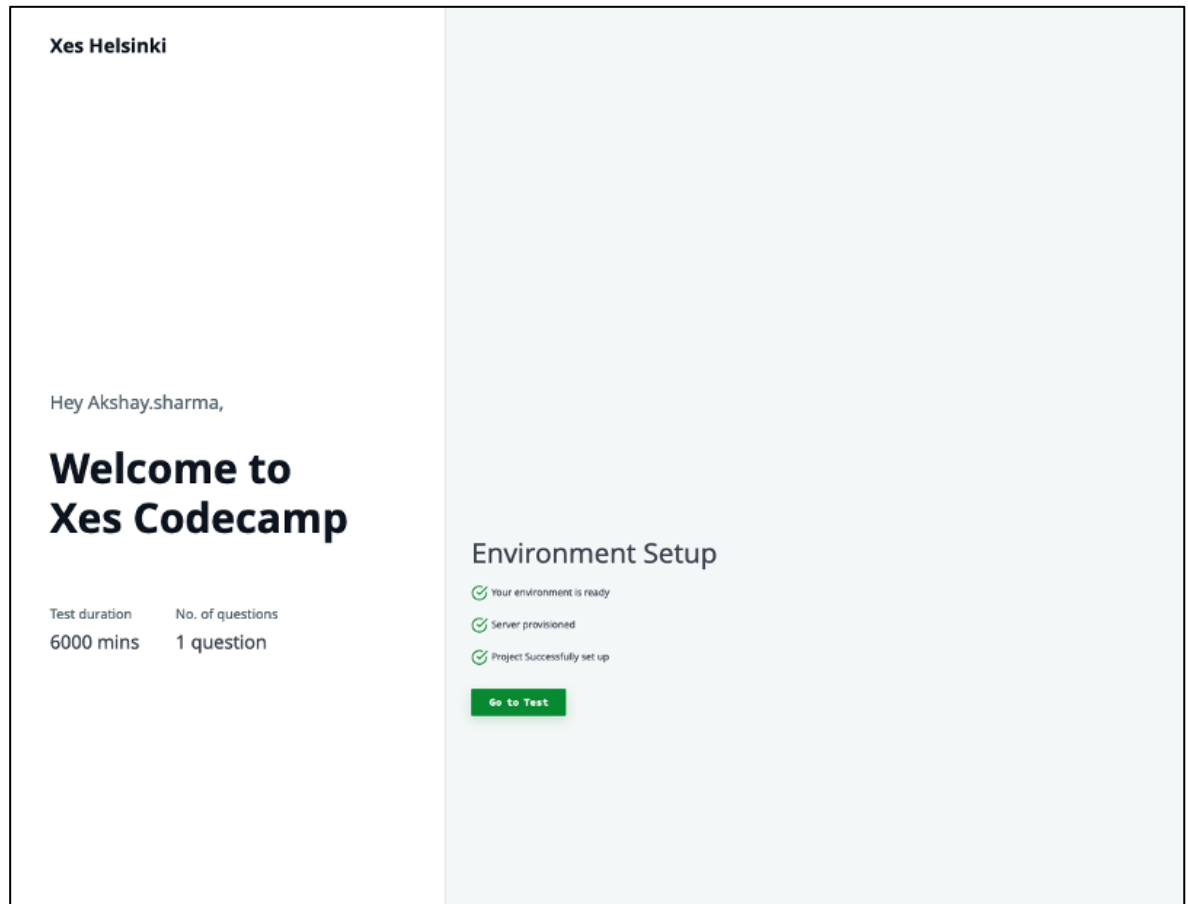 Xes Helsinki
Hey Akshay.sharma,
Welcome to
Xes Codecamp
Test duration
No. of questions
6000 mins
1 question
Environment Setup
Your environment is ready
Server provisioned
Project Successfully set up
Go to Test